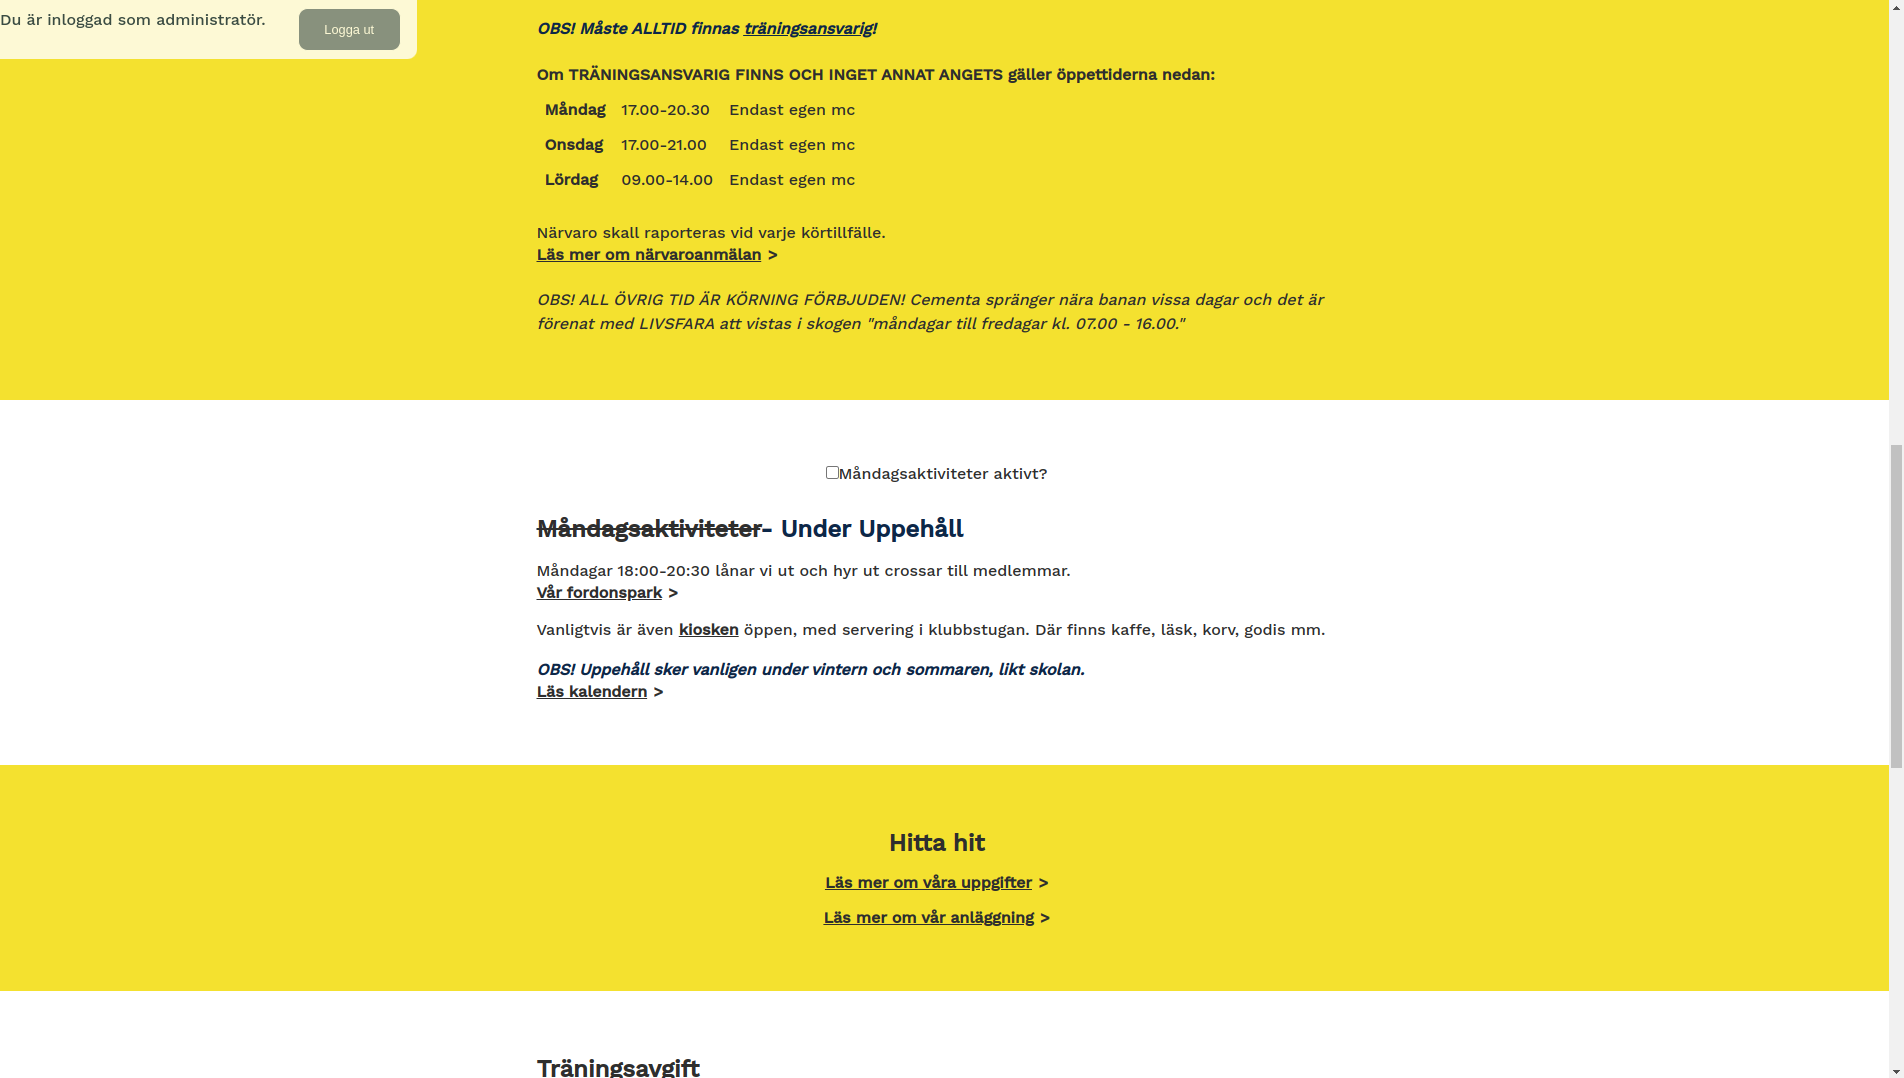 Du är inloggad som administratör.
Logga ut
OBS! Måste ALLTID finnas träningsansvarig!
Om TRÄNINGSANSVARIG FINNS OCH INGET ANNAT ANGETS gäller öppettiderna nedan:
Måndag 17.00-20.30 Endast egen mc
Onsdag 17.00-21.00 Endast egen mc
Lördag 09.00-14.00 Endast egen mc
Närvaro skall raporteras vid varje körtillfälle.
Läs mer om närvaroanmälan >
OBS! ALL ÖVRIG TID ÄR KÖRNING FÖRBJUDEN! Cementa spränger nära banan vissa dagar och det är
förenat med LIVSFARA att vistas i skogen "måndagar till fredagar kl. 07.00 - 16.00."
Måndagsaktiviteter aktivt?
Måndagsaktiviteter- Under Uppehåll
Måndagar 18:00-20:30 lånar vi ut och hyr ut crossar till medlemmar.
Vår fordonspark >
Vanligtvis är även kiosken öppen, med servering i klubbstugan. Där finns kaffe, läsk, korv, godis mm.
OBS! Uppehåll sker vanligen under vintern och sommaren, likt skolan.
Läs kalendern >
Hitta hit
Läs mer om våra uppgifter >
Läs mer om vår anläggning >
Träningsavgift